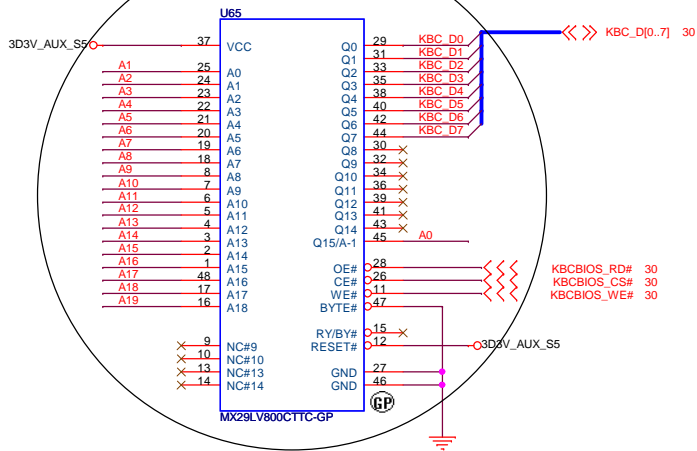 U65
3D3V_AUX_S5 37 VCC Q0 29 KBC_D0 KBC_D[0..7] 30
Q1 31 KBC_D1
A1 25 A0 Q2 33 KBC_D2
A2 24 A1 Q3 35 KBC_D3
A3 23 A2 Q4 38 KBC_D4
A4 22 A3 Q5 40 KBC_D5
A5 21 A4 Q6 42 KBC_D6
A6 20 A5 Q7 44 KBC_D7
A7 19 A6 Q8 30
A8 18 A7 Q9 32
A9 8 A8 Q10 34
A10 7 A9 Q11 36
A11 6 A10 Q12 39
A12 5 A11 Q13 41
A13 4 A12 Q14 43
A14 3 A13 Q15/A-1 45 A0
A15 2 A14
A16 1 A15 OE# 28 KBCBIOS_RD# 30
A17 48 A16 CE# 26 KBCBIOS_CS# 30
A18 17 A17 WE# 11 KBCBIOS_WE# 30
A19 16 A18 BYTE# 47
RY/BY# 15
9 NC#9 RESET# 12 3D3V_AUX_S5
10 NC#10
13 NC#13 GND 27
14 NC#14 GND 46
GP
MX29LV800CTTC-GP